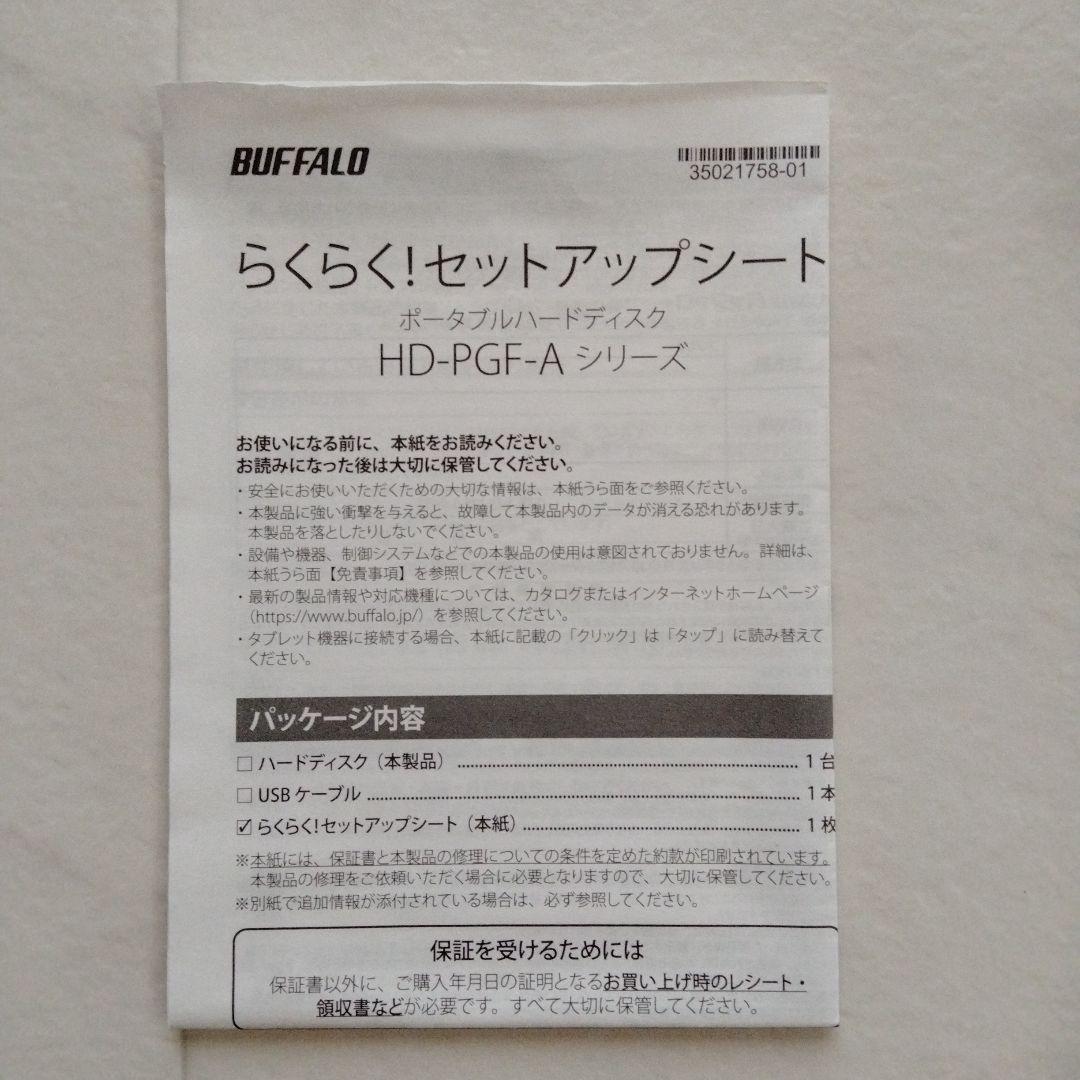 BUFFALO
35021758-01
らくらく!セットアップシート
ポータブルハードディスク
HD-PGF-A シリーズ
お使いになる前に、本紙をお読みください。
お読みになった後は大切に保管してください。
・安全にお使いいただくための大切な情報は、本紙うら面をご参照ください。
・本製品に強い衝撃を与えると、故障して本製品内のデータが消える恐れがあります。
本製品を落としたりしないでください。
・設備や機器、制御システムなどでの本製品の使用は意図されておりません。詳細は、
本紙うら面【免責事項】を参照してください。
・最新の製品情報や対応機種については、カタログまたはインターネットホームページ
（https://www.buffalo.jp/）を参照してください。
・タブレット機器に接続する場合、本紙に記載の「クリック」は「タップ」に読み替えて
ください。
パッケージ内容
□ ハードディスク（本製品） ........ 1 台
□ USB ケーブル ........ 1 本
☑ らくらく!セットアップシート（本紙） ........ 1 枚
※本紙には、保証書と本製品の修理についての条件を定めた約款が印刷されています。
本製品の修理をご依頼いただく場合に必要となりますので、大切に保管してください。
※別紙で追加情報が添付されている場合は、必ず参照してください。
保証を受けるためには
保証書以外に、ご購入年月日の証明となるお買い上げ時のレシート・
領収書などが必要です。すべて大切に保管してください。